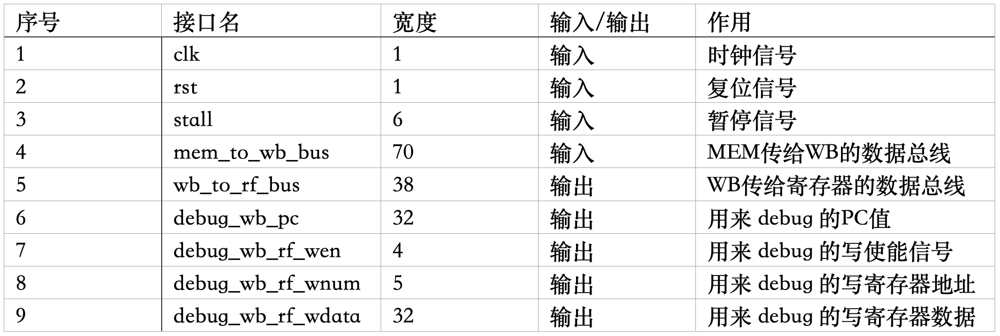 序号 接口名 宽度 输入/输出 作用
1 clk 1 输入 时钟信号
2 rst 1 输入 复位信号
3 stall 6 输入 暂停信号
4 mem_to_wb_bus 70 输入 MEM传给WB的数据总线
5 wb_to_rf_bus 38 输出 WB传给寄存器的数据总线
6 debug_wb_pc 32 输出 用来 debug 的PC值
7 debug_wb_rf_wen 4 输出 用来 debug 的写使能信号
8 debug_wb_rf_wnum 5 输出 用来 debug 的写寄存器地址
9 debug_wb_rf_wdata 32 输出 用来 debug 的写寄存器数据